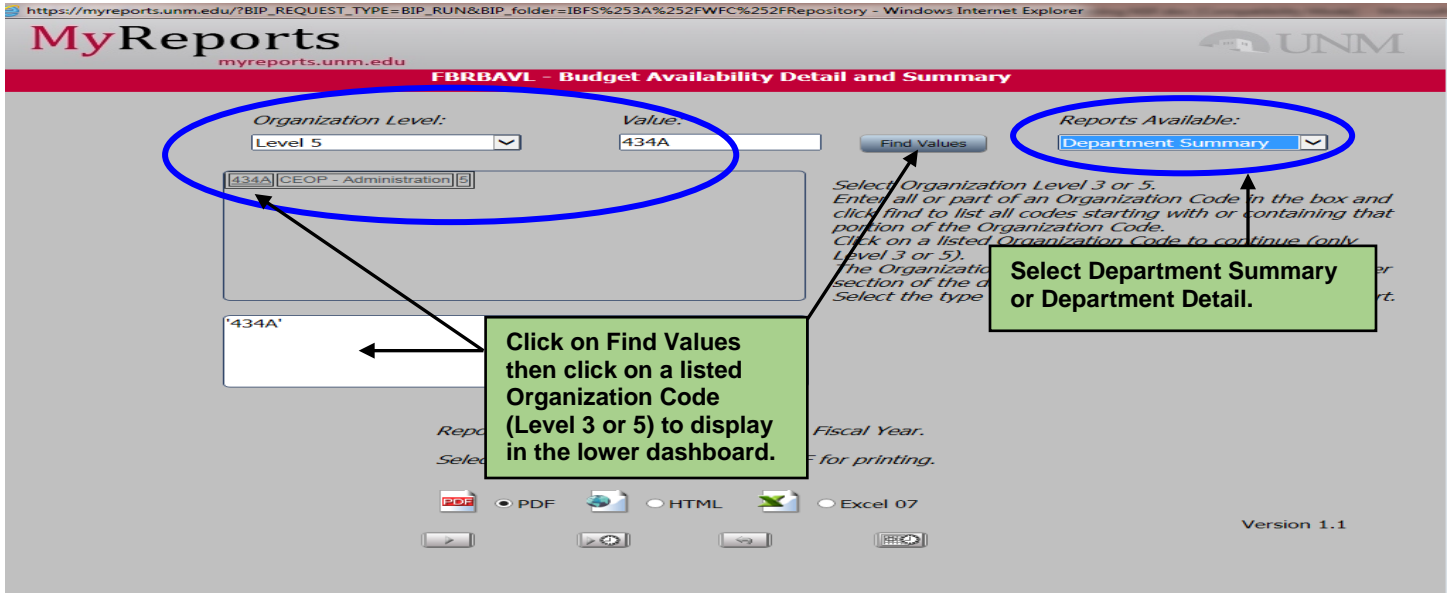 https://myreports.unm.edu/?BIP_REQUEST_TYPE=BIP_RUN&BIP_folder=IBFS%253A%252FWFC%252FRepository - Windows Internet Explorer
MyReports
myreports.unm.edu
UNM
FBRBAVL - Budget Availability Detail and Summary
Organization Level: Value: Reports Available:
Level 5 434A Find Values Department Summary
434A CEOP - Administration 5
Select Organization Level 3 or 5.
Enter all or part of an Organization Code in the box and
click find to list all codes starting with or containing that
portion of the Organization Code.
Click on a listed Organization Code to continue (only
Level 3 or 5).
The
section of the
Select the type
Select Department Summary
or Department Detail.
'434A'
Click on Find Values
then click on a listed
Organization Code
(Level 3 or 5) to display
in the lower dashboard.
Fiscal Year.
for printing.
PDF PDF HTML Excel 07
Version 1.1